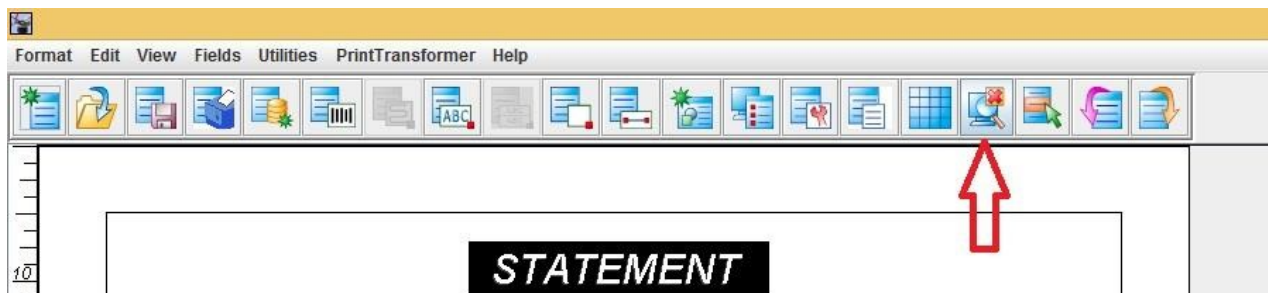 Format Edit View Fields Utilities PrintTransformer Help
ABC
STATEMENT
10